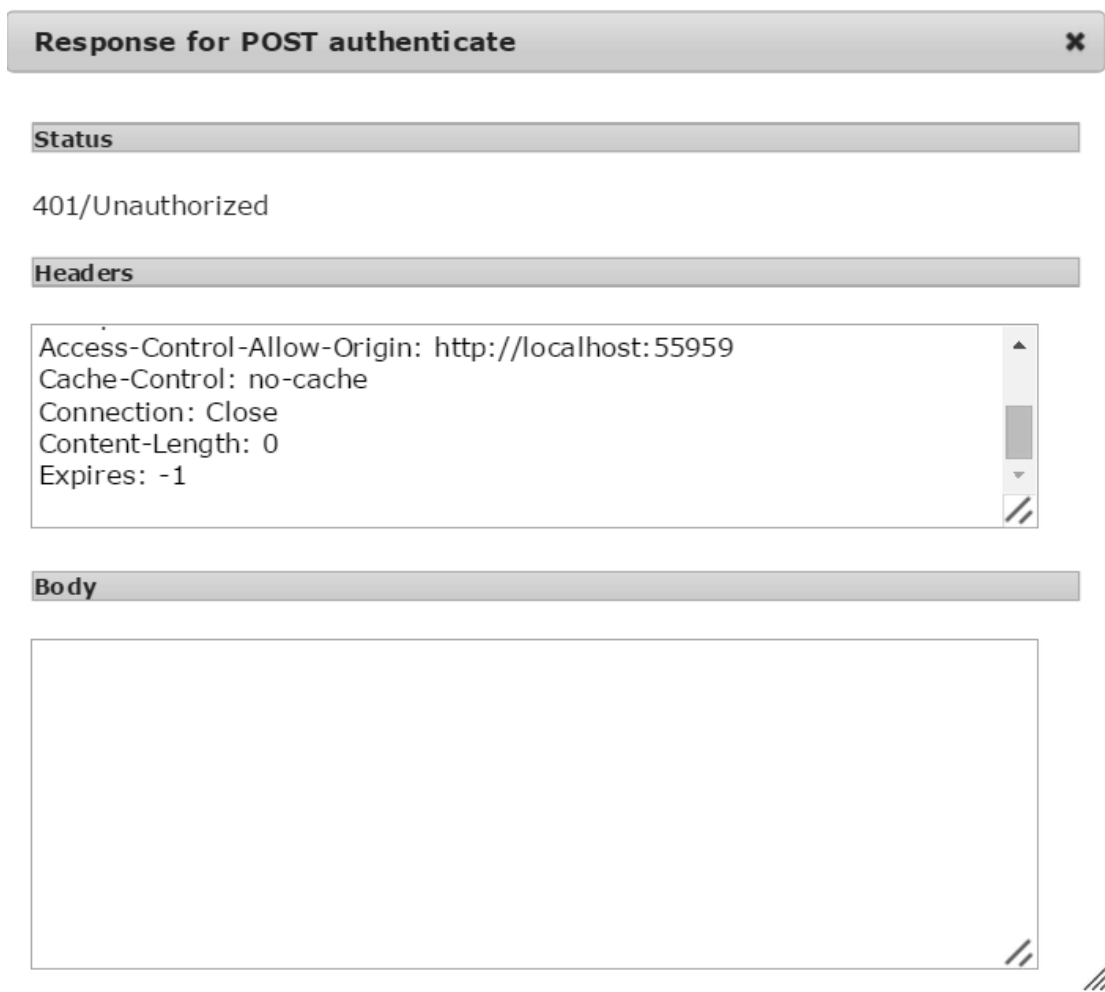 Response for POST authenticate
Status
401/Unauthorized
Headers
Access-Control-Allow-Origin: http://localhost:55959
Cache-Control: no-cache
Connection: Close
Content-Length: 0
Expires: -1
Body